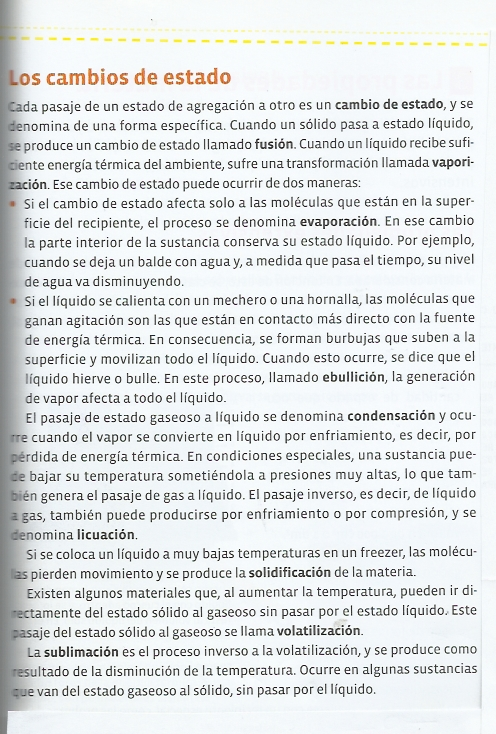 Los cambios de estado
Cada pasaje de un estado de agregación a otro es un cambio de estado, y se
denomina de una forma específica. Cuando un sólido pasa a estado líquido,
se produce un cambio de estado llamado fusión. Cuando un líquido recibe sufi-
ciente energía térmica del ambiente, sufre una transformación llamada vapori-
zación. Ese cambio de estado puede ocurrir de dos maneras:
• Si el cambio de estado afecta solo a las moléculas que están en la super-
ficie del recipiente, el proceso se denomina evaporación. En ese cambio
la parte interior de la sustancia conserva su estado líquido. Por ejemplo,
cuando se deja un balde con agua y, a medida que pasa el tiempo, su nivel
de agua va disminuyendo.
• Si el líquido se calienta con un mechero o una hornalla, las moléculas que
ganan agitación son las que están en contacto más directo con la fuente
de energía térmica. En consecuencia, se forman burbujas que suben a la
superficie y movilizan todo el líquido. Cuando esto ocurre, se dice que el
líquido hierve o bulle. En este proceso, llamado ebullición, la generación
de vapor afecta a todo el líquido.
El pasaje de estado gaseoso a líquido se denomina condensación y ocu-
rre cuando el vapor se convierte en líquido por enfriamiento, es decir, por
pérdida de energía térmica. En condiciones especiales, una sustancia pue-
de bajar su temperatura sometiéndola a presiones muy altas, lo que tam-
bién genera el pasaje de gas a líquido. El pasaje inverso, es decir, de líquido
a gas, también puede producirse por enfriamiento o por compresión, y se
denomina licuación.
Si se coloca un líquido a muy bajas temperaturas en un freezer, las molécu-
las pierden movimiento y se produce la solidificación de la materia.
Existen algunos materiales que, al aumentar la temperatura, pueden ir di-
rectamente del estado sólido al gaseoso sin pasar por el estado líquido. Este
pasaje del estado sólido al gaseoso se llama volatilización.
La sublimación es el proceso inverso a la volatilización, y se produce como
resultado de la disminución de la temperatura. Ocurre en algunas sustancias
que van del estado gaseoso al sólido, sin pasar por el líquido.